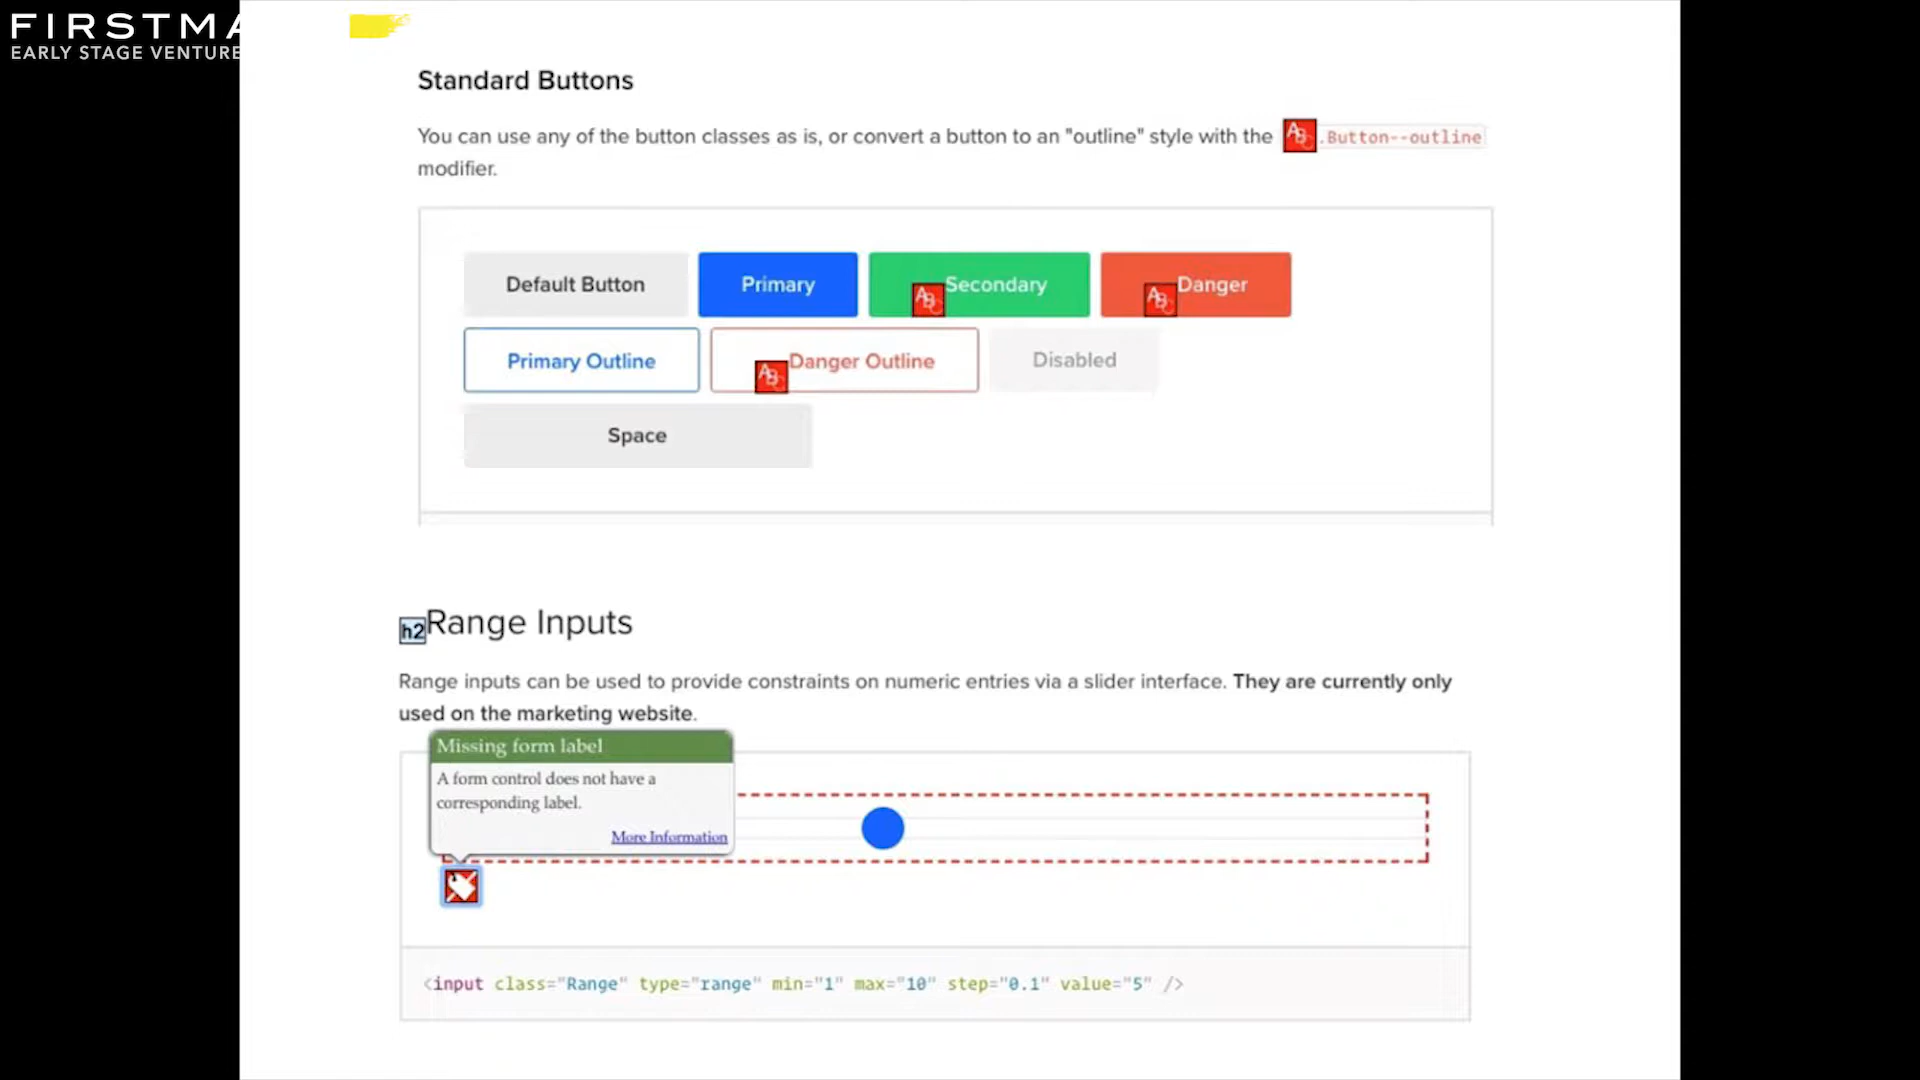 FIRSTMA
EARLY STAGE VENTURE
Standard Buttons
You can use any of the button classes as is, or convert a button to an "outline" style with the ABC .Button--outline
modifier.
Default Button Primary ABC Secondary ABC Danger
Primary Outline ABC Danger Outline Disabled
Space
h2 Range Inputs
Range inputs can be used to provide constraints on numeric entries via a slider interface. They are currently only
used on the marketing website.
Missing form label
A form control does not have a
corresponding label.
More Information
<input class="Range" type="range" min="1" max="10" step="0.1" value="5" />